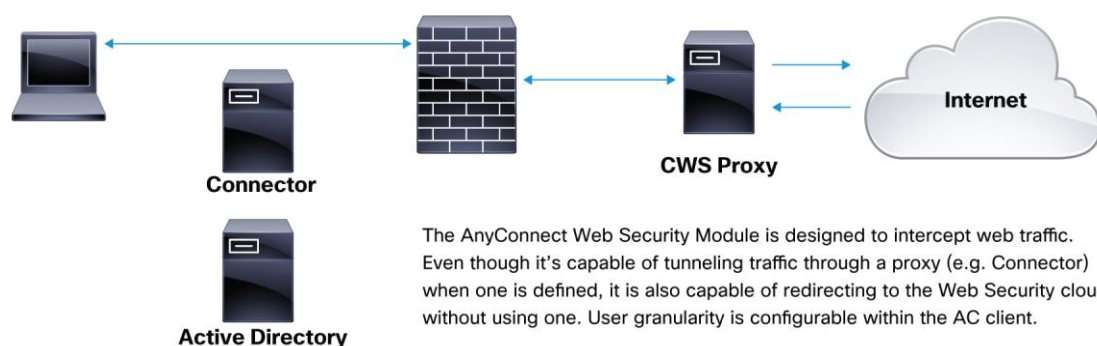 Internet
CWS Proxy
Connector
Active Directory
The AnyConnect Web Security Module is designed to intercept web traffic.
Even though it's capable of tunneling traffic through a proxy (e.g. Connector)
when one is defined, it is also capable of redirecting to the Web Security clou
without using one. User granularity is configurable within the AC client.